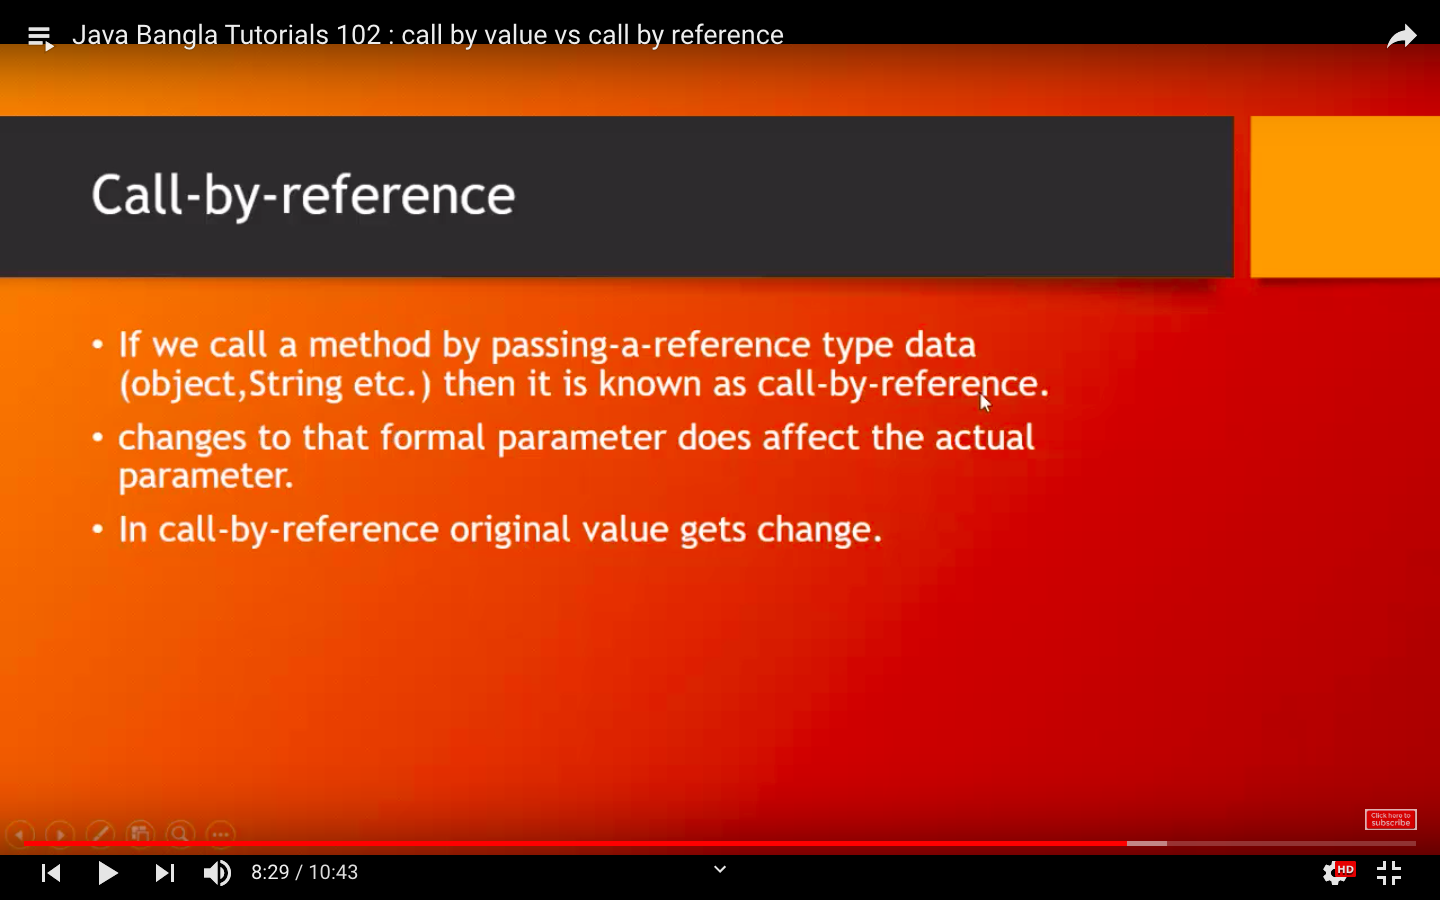 Java Bangla Tutorials 102 : call by value vs call by reference
Call-by-reference
• If we call a method by passing-a-reference type data
(object,String etc.) then it is known as call-by-reference.
• changes to that formal parameter does affect the actual
parameter.
• In call-by-reference original value gets change.
Click here to
subscribe
8:29 / 10:43
HD